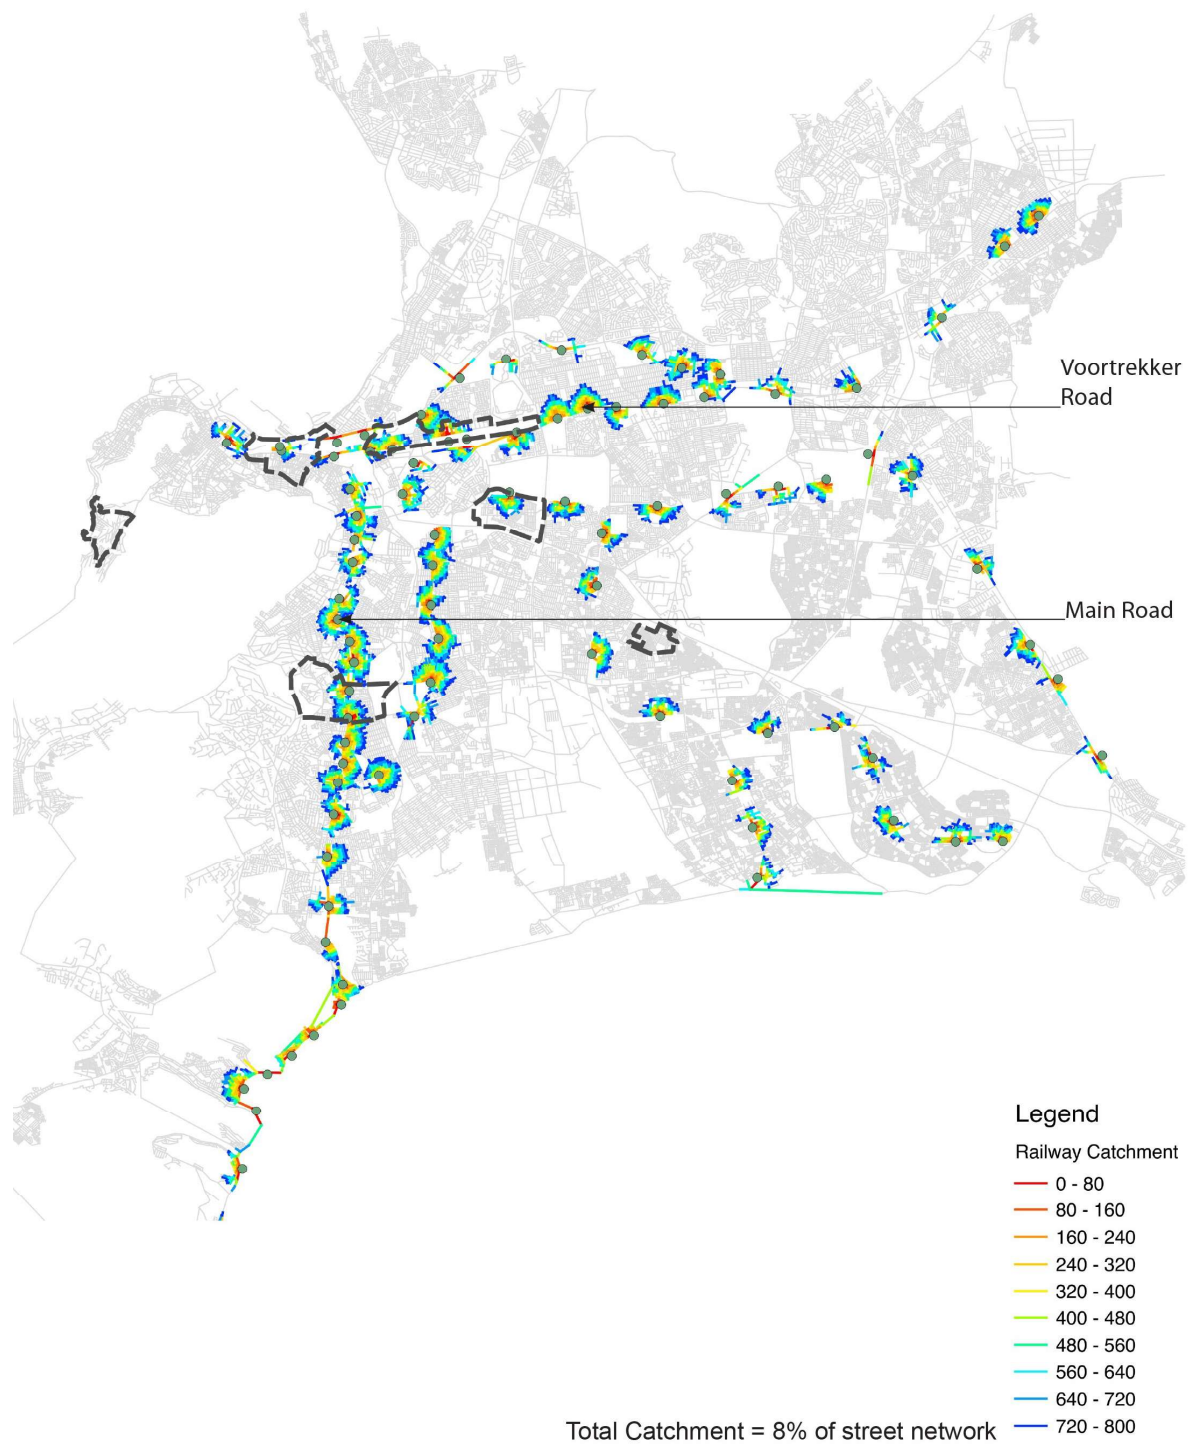 Voortrekker
Road
Main Road
Legend
Railway Catchment
0 - 80
80 - 160
160 - 240
240 - 320
320 - 400
400 - 480
480 - 560
560 - 640
640 - 720
720 - 800
Total Catchment = 8% of street network